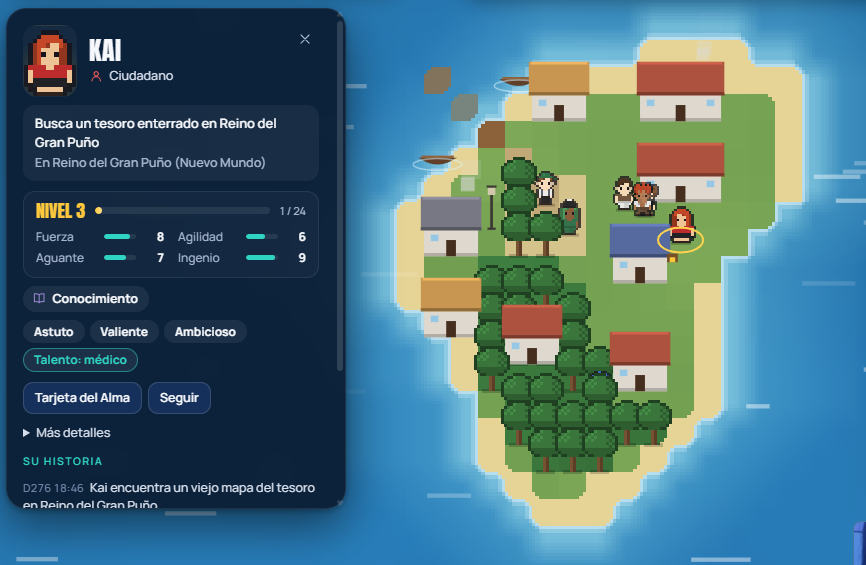 KAI
Ciudadano
Busca un tesoro enterrado en Reino del
Gran Puño
En Reino del Gran Puño (Nuevo Mundo)
NIVEL 3
1 / 24
Fuerza 8 Agilidad 6
Aguante 7 Ingenio 9
Conocimiento
Astuto Valiente Ambicioso
Talento: médico
Tarjeta del Alma Seguir
Más detalles
SU HISTORIA
D276 18:46 Kai encuentra un viejo mapa del tesoro
en Reino del Gran Puño